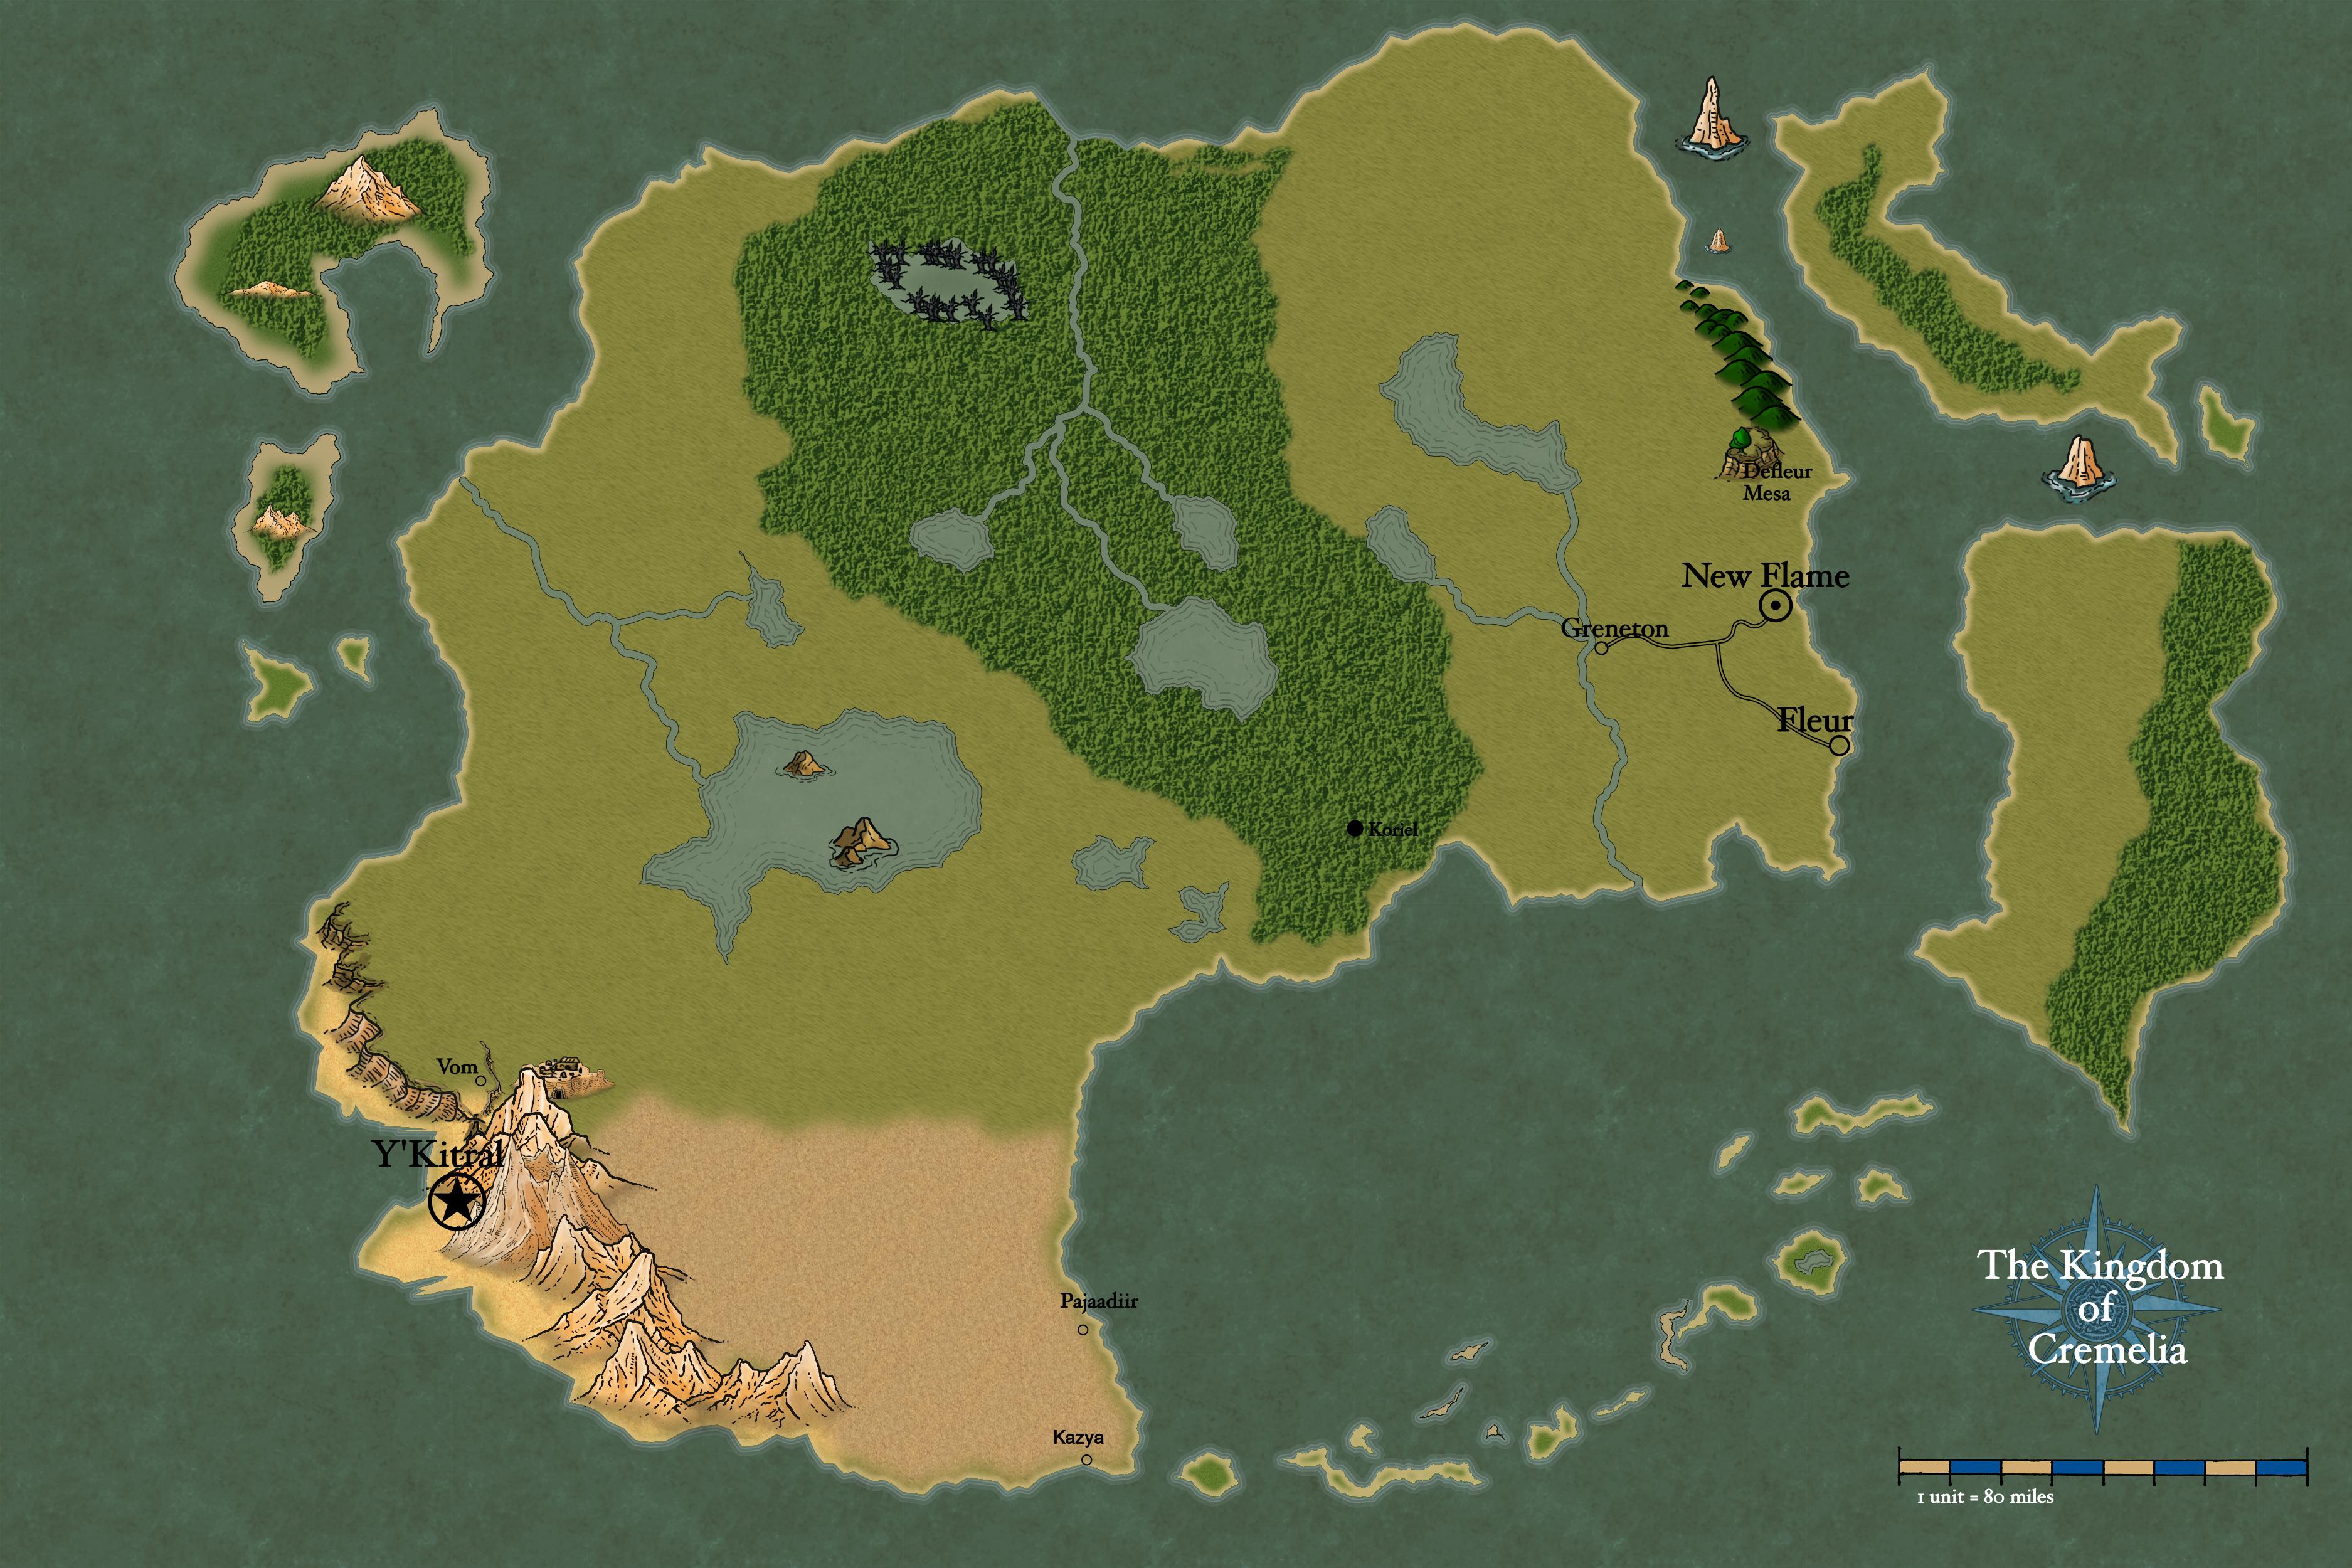 Defleur
Mesa
New Flame
Greneton
Fleur
Koriel
Vom
Y'Kitral
Pajaadiir
Kazya
The Kingdom
of
Cremelia
1 unit = 80 miles